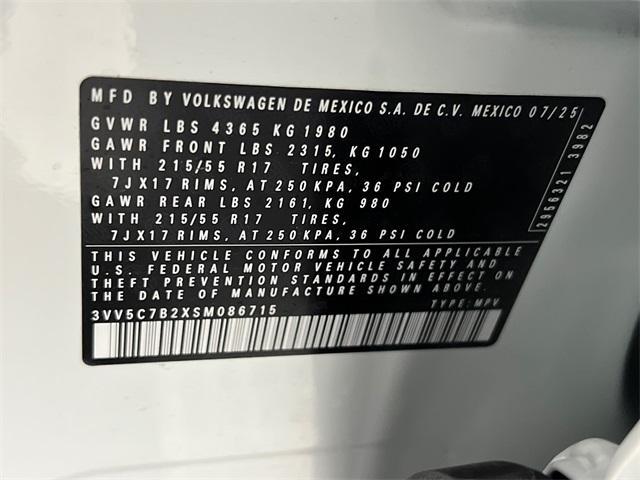 MFD BY VOLKSWAGEN DE MEXICO S.A. DE C.V. MEXICO 07/25
GVWR LBS 4365 KG 1980
GAWR FRONT LBS 2315, KG 1050
WITH 215/55 R17 TIRES,
7JX17 RIMS, AT 250 KPA, 36 PSI COLD
GAWR REAR LBS 2161, KG 980
WITH 215/55 R17 TIRES,
7JX17 RIMS, AT 250 KPA, 36 PSI COLD
THIS VEHICLE CONFORMS TO ALL APPLICABLE
U.S. FEDERAL MOTOR VEHICLE SAFETY AND
THEFT PREVENTION STANDARDS IN EFFECT ON
THE DATE OF MANUFACTURE SHOWN ABOVE.
3VV5C7B2XSM086715 TYPE: MPV
2956321 3982